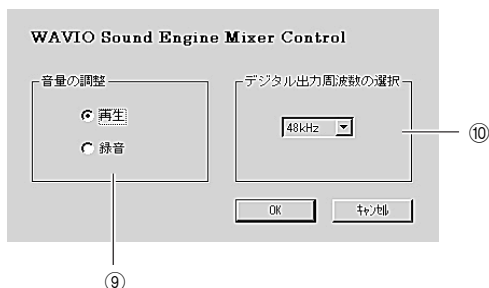 WAVIO Sound Engine Mixer Control
音量の調整
再生
録音
デジタル出力周波数の選択
48kHz
OK
キャンセル
⑨
⑩